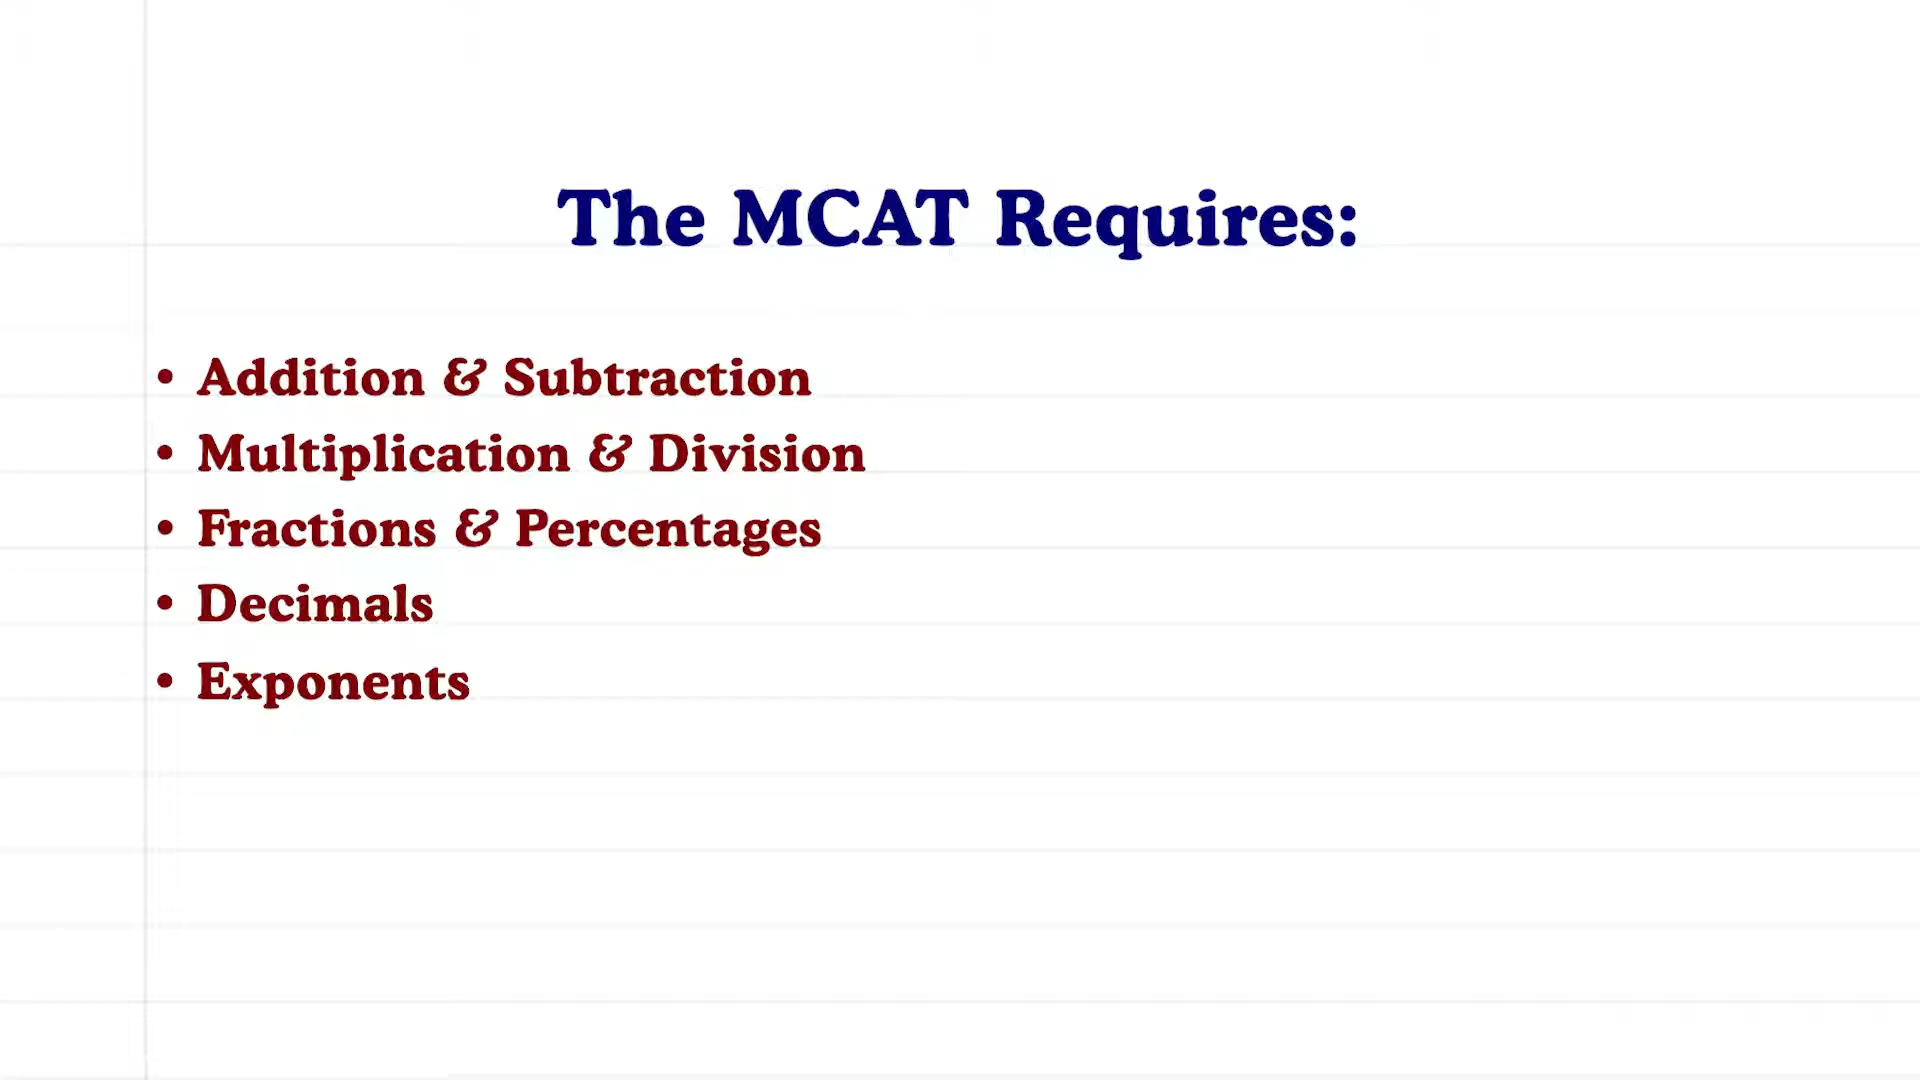 The MCAT Requires:
• Addition & Subtraction
• Multiplication & Division
• Fractions & Percentages
• Decimals
• Exponents